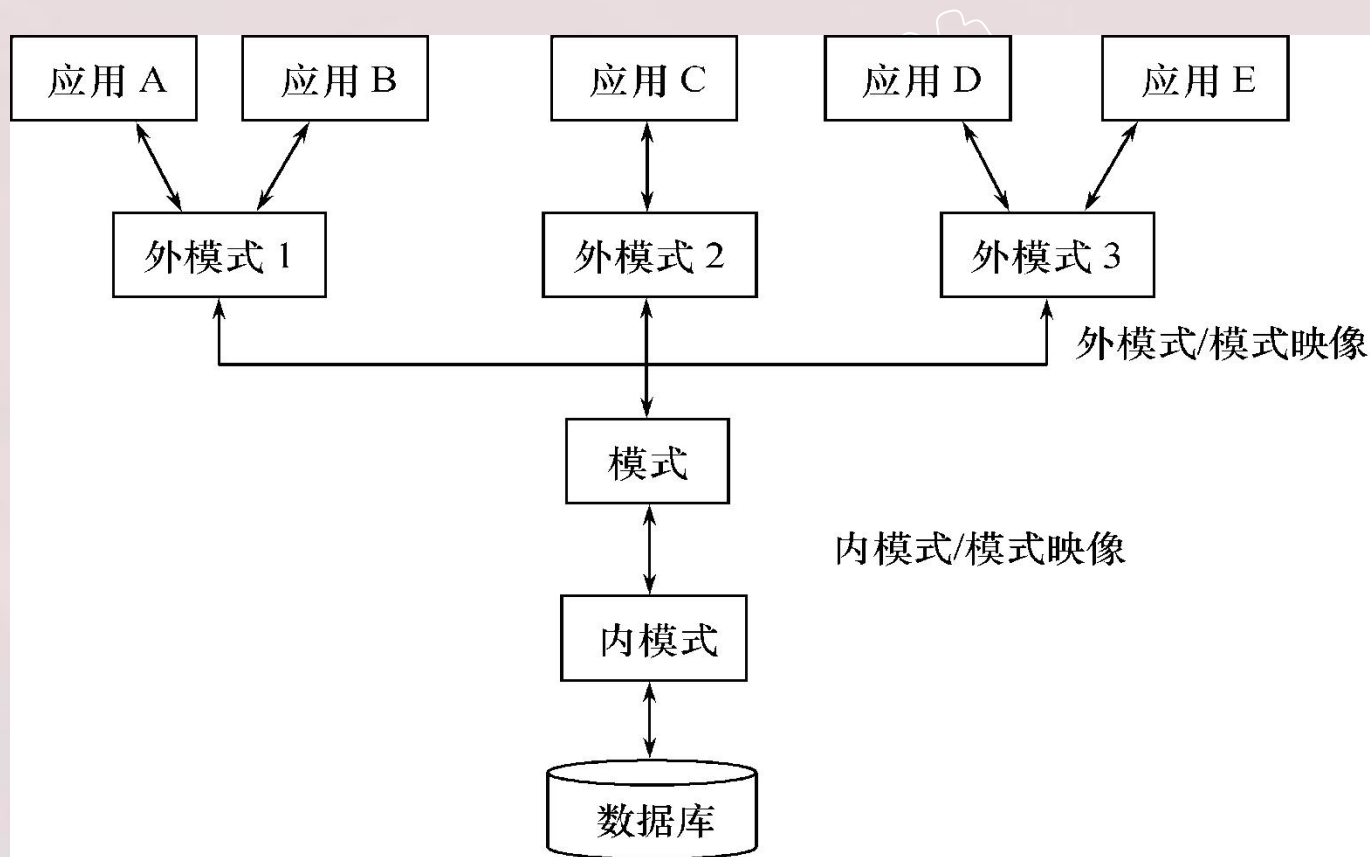 应用 A
应用 B
应用 C
应用 D
应用 E
外模式 1
外模式 2
外模式 3
外模式/模式映像
模式
内模式/模式映像
内模式
数据库